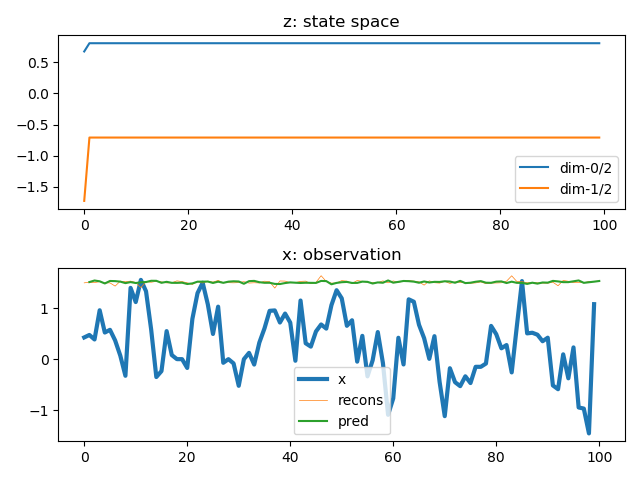 z: state space
0.5
0.0
−0.5
−1.0
−1.5
dim-0/2
dim-1/2
0 20 40 60 80 100
x: observation
1
0
−1
x
recons
pred
0 20 40 60 80 100